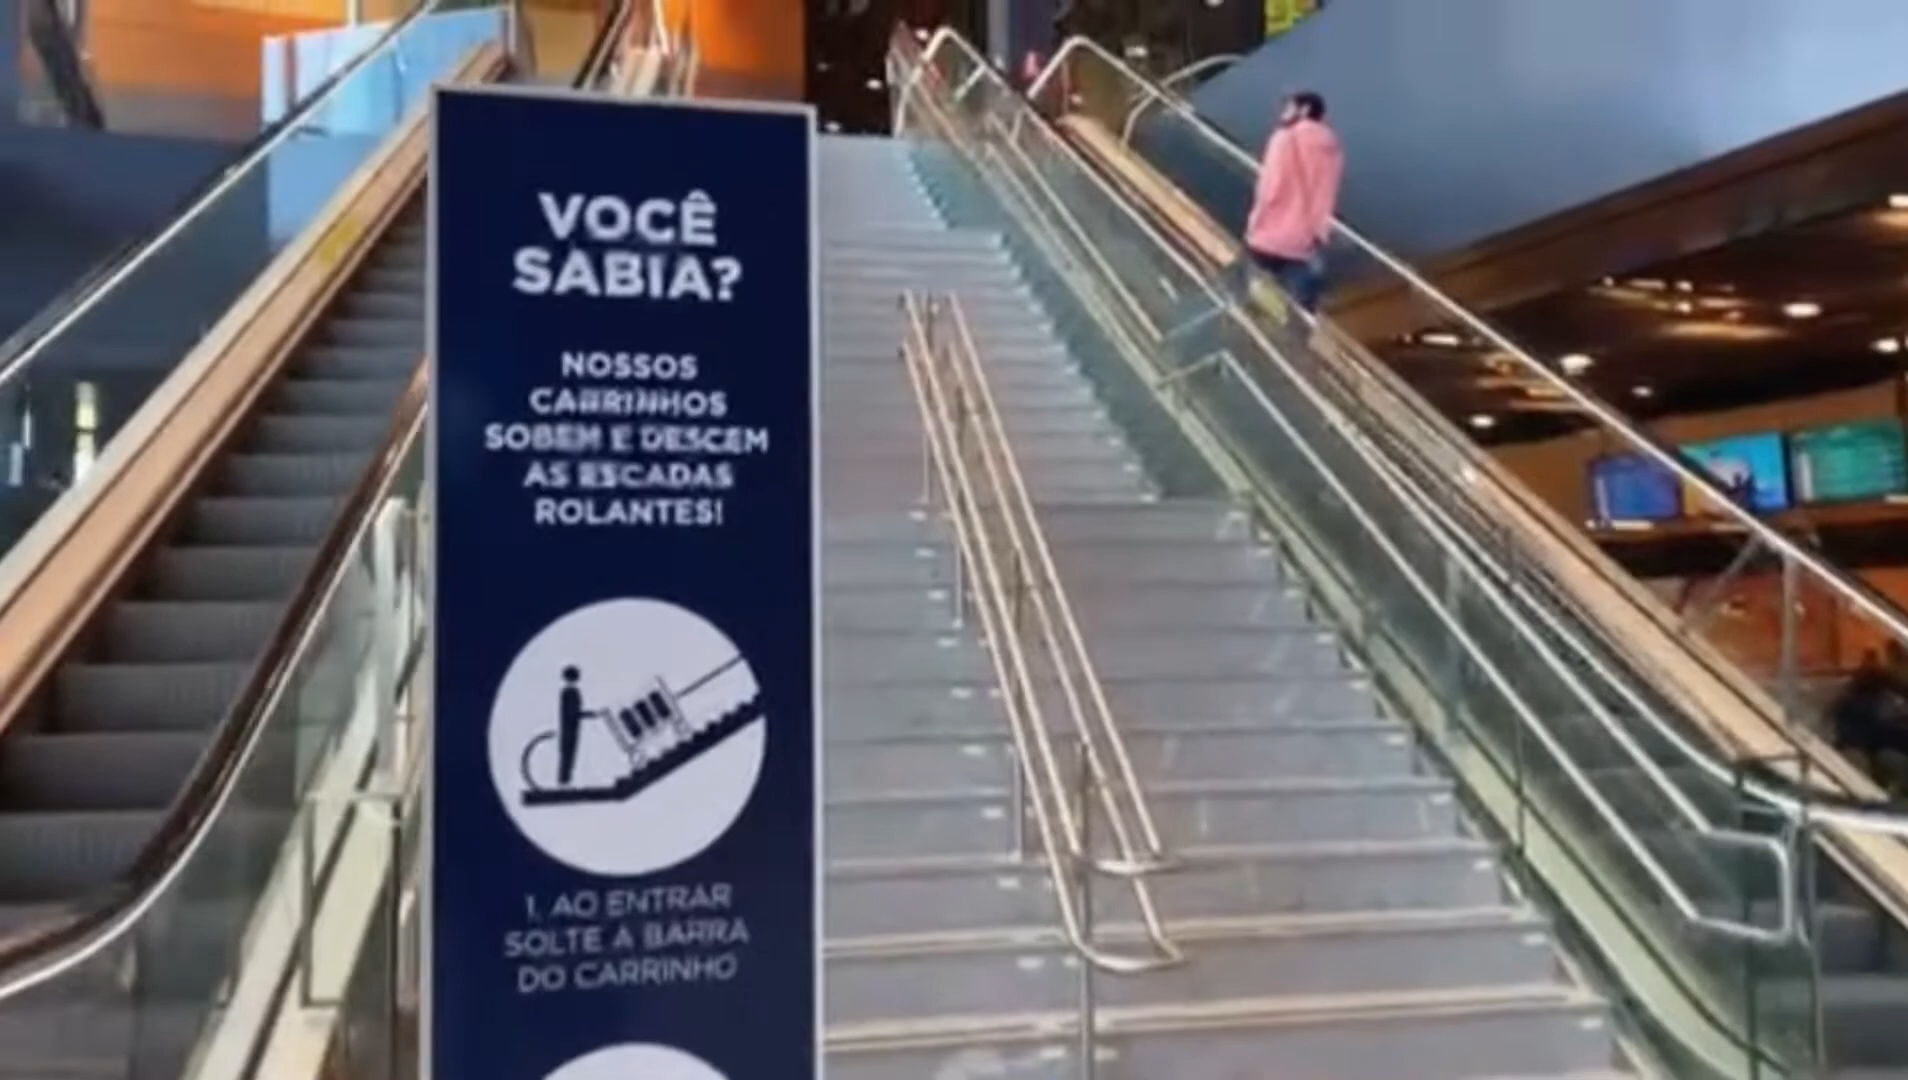 VOCÊ
SABIA?
NOSSOS
CARRINHOS
SOBEM E DESCEM
AS ESCADAS
ROLANTES!
1. AO ENTRAR
SOLTE A BARRA
DO CARRINHO